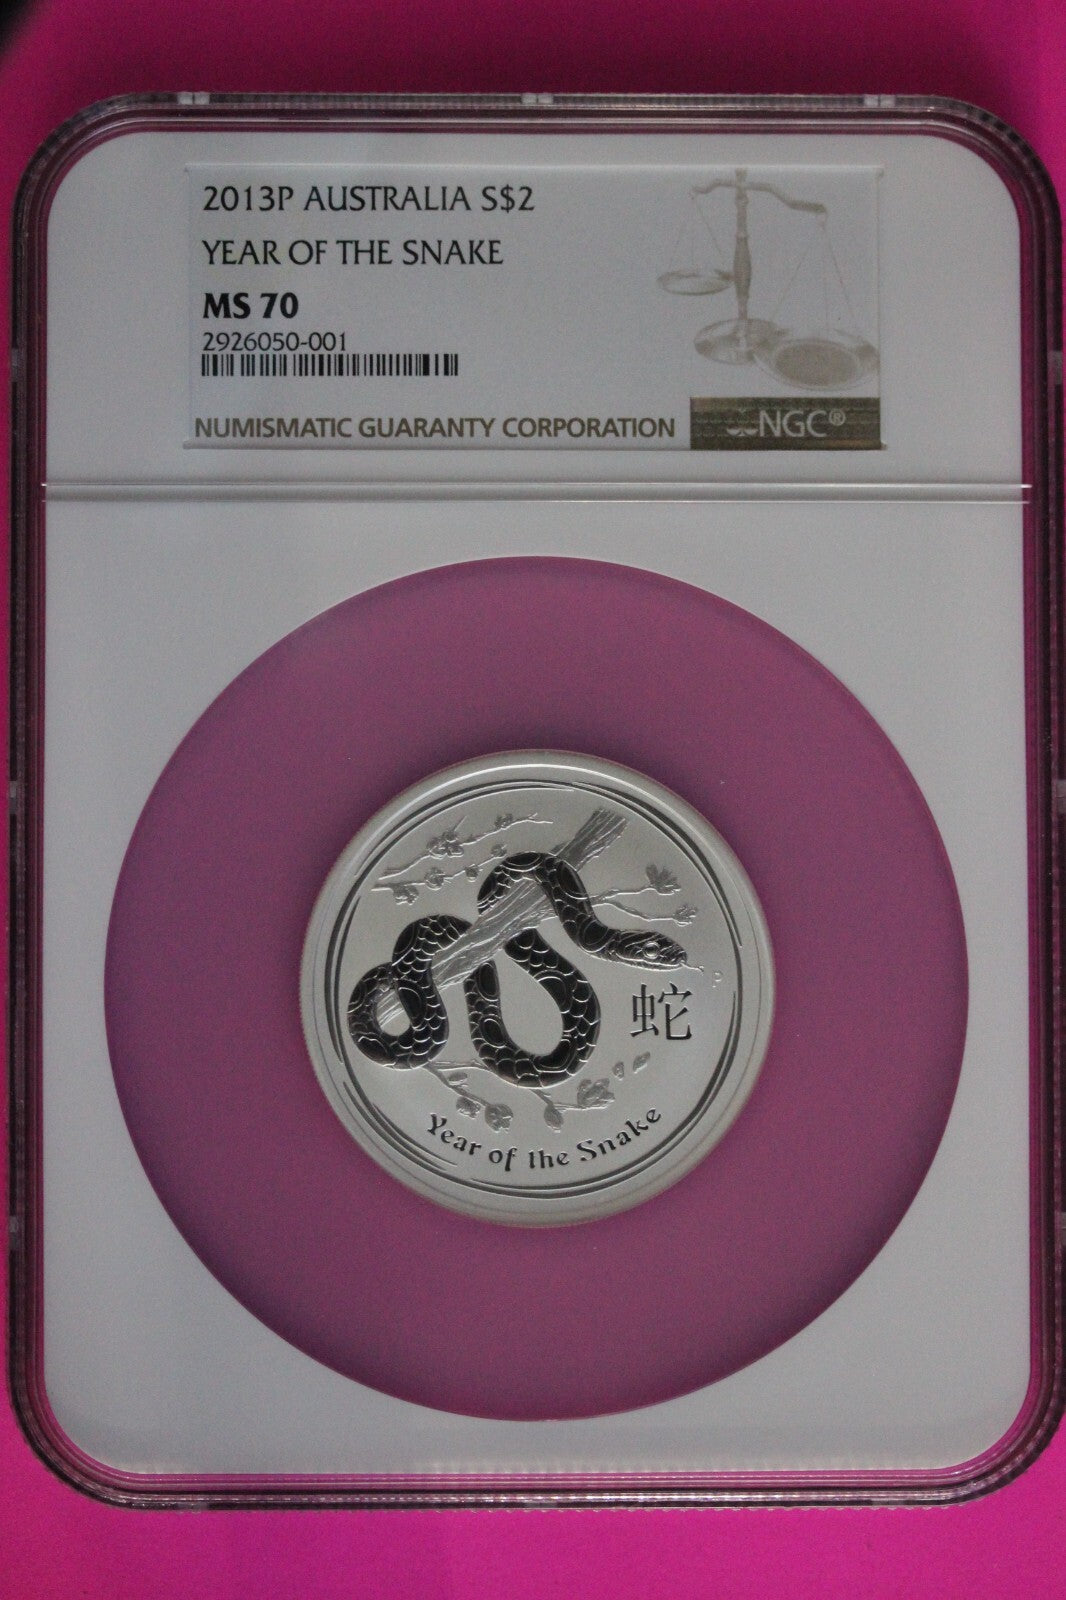 2013P AUSTRALIA S$2
YEAR OF THE SNAKE
MS 70
2926050-001
NUMISMATIC GUARANTY CORPORATION
NGC®
蛇
P
Year of the Snake